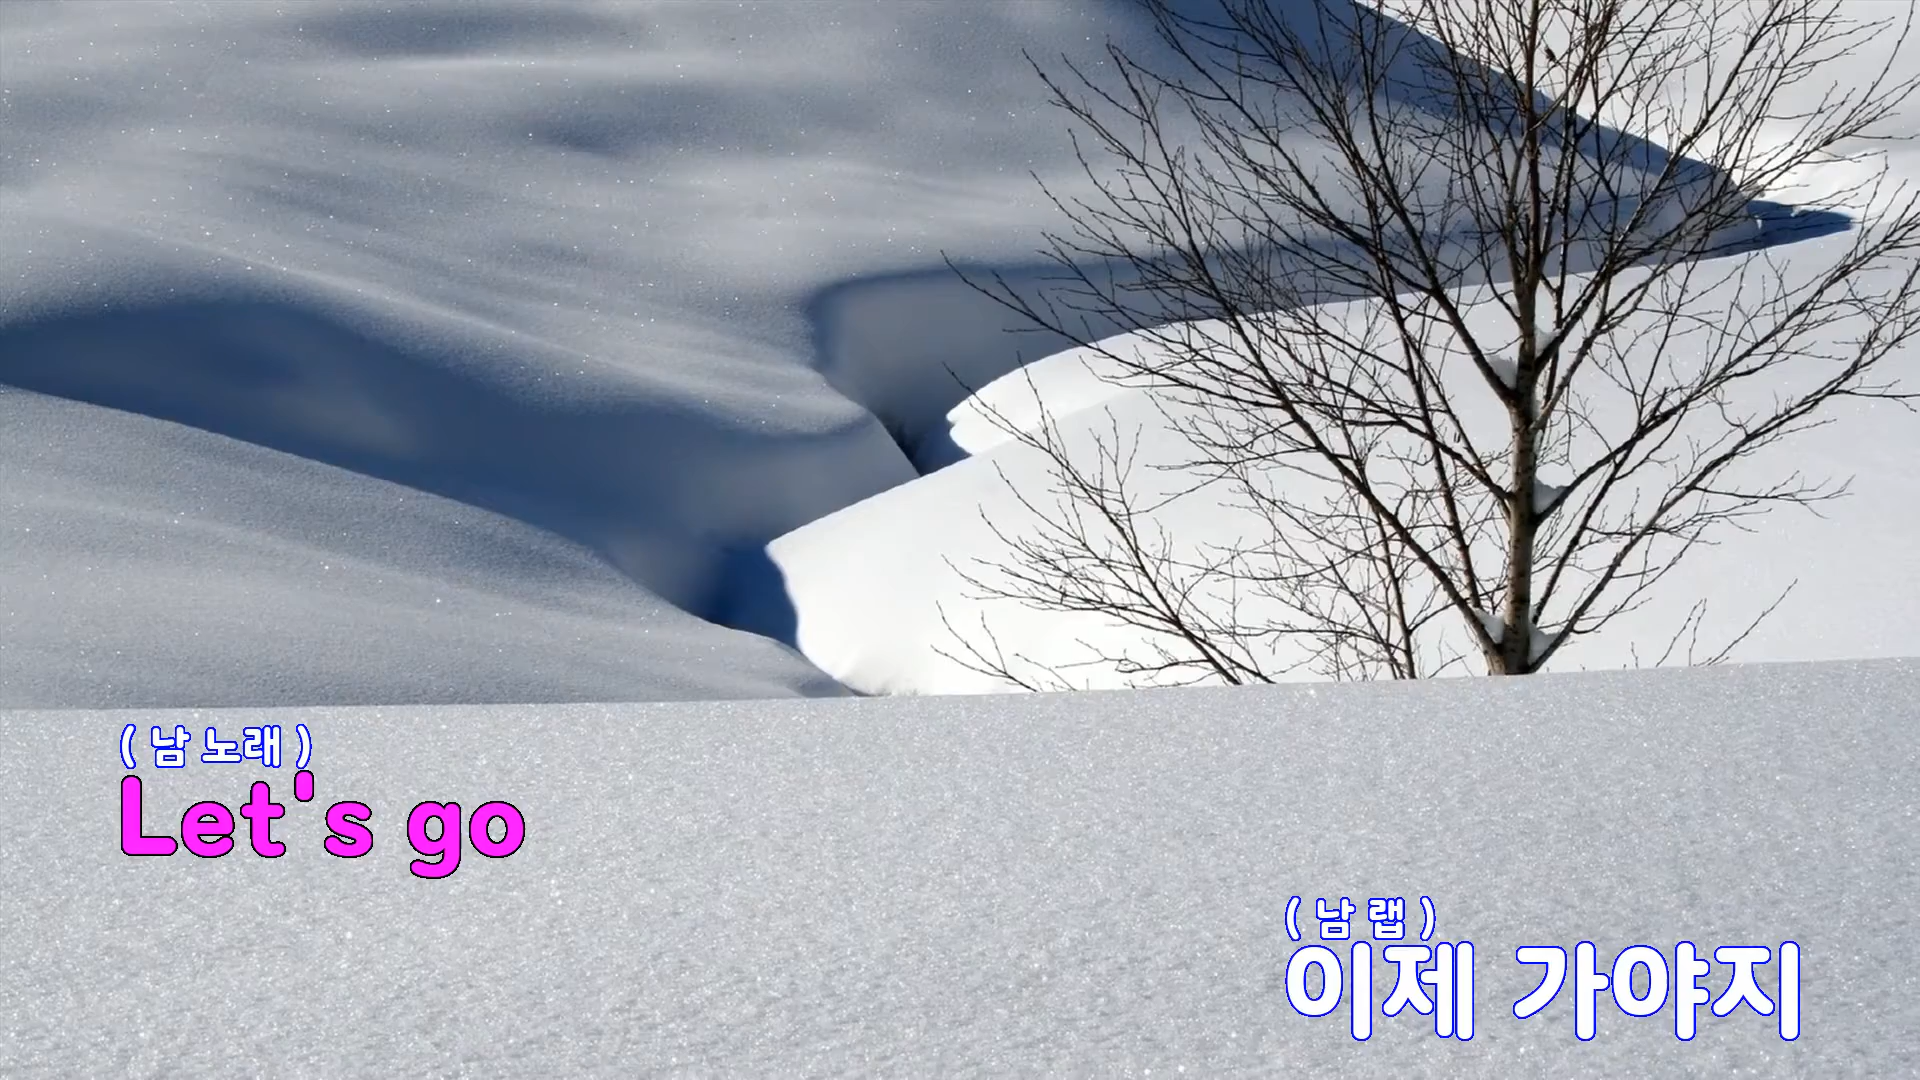 ( 남 노래 )
Let's go
( 남 랩 )
이제 가야지